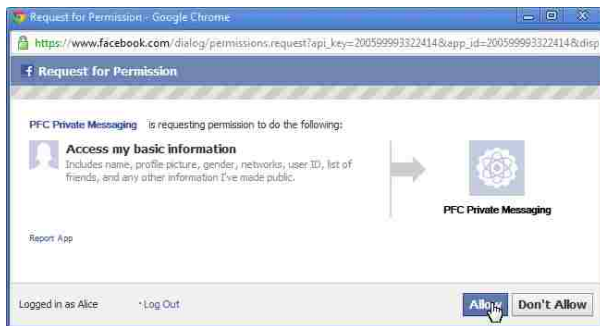 Request for Permission - Google Chrome
https://www.facebook.com/dialog/permissions.request?api_key=200599993322414&app_id=200599993322414&disp
f Request for Permission
PFC Private Messaging is requesting permission to do the following:
Access my basic information
Includes name, profile picture, gender, networks, user ID, list of
friends, and any other information I've made public.
PFC Private Messaging
Report App
Logged in as Alice · Log Out
Allow Don't Allow